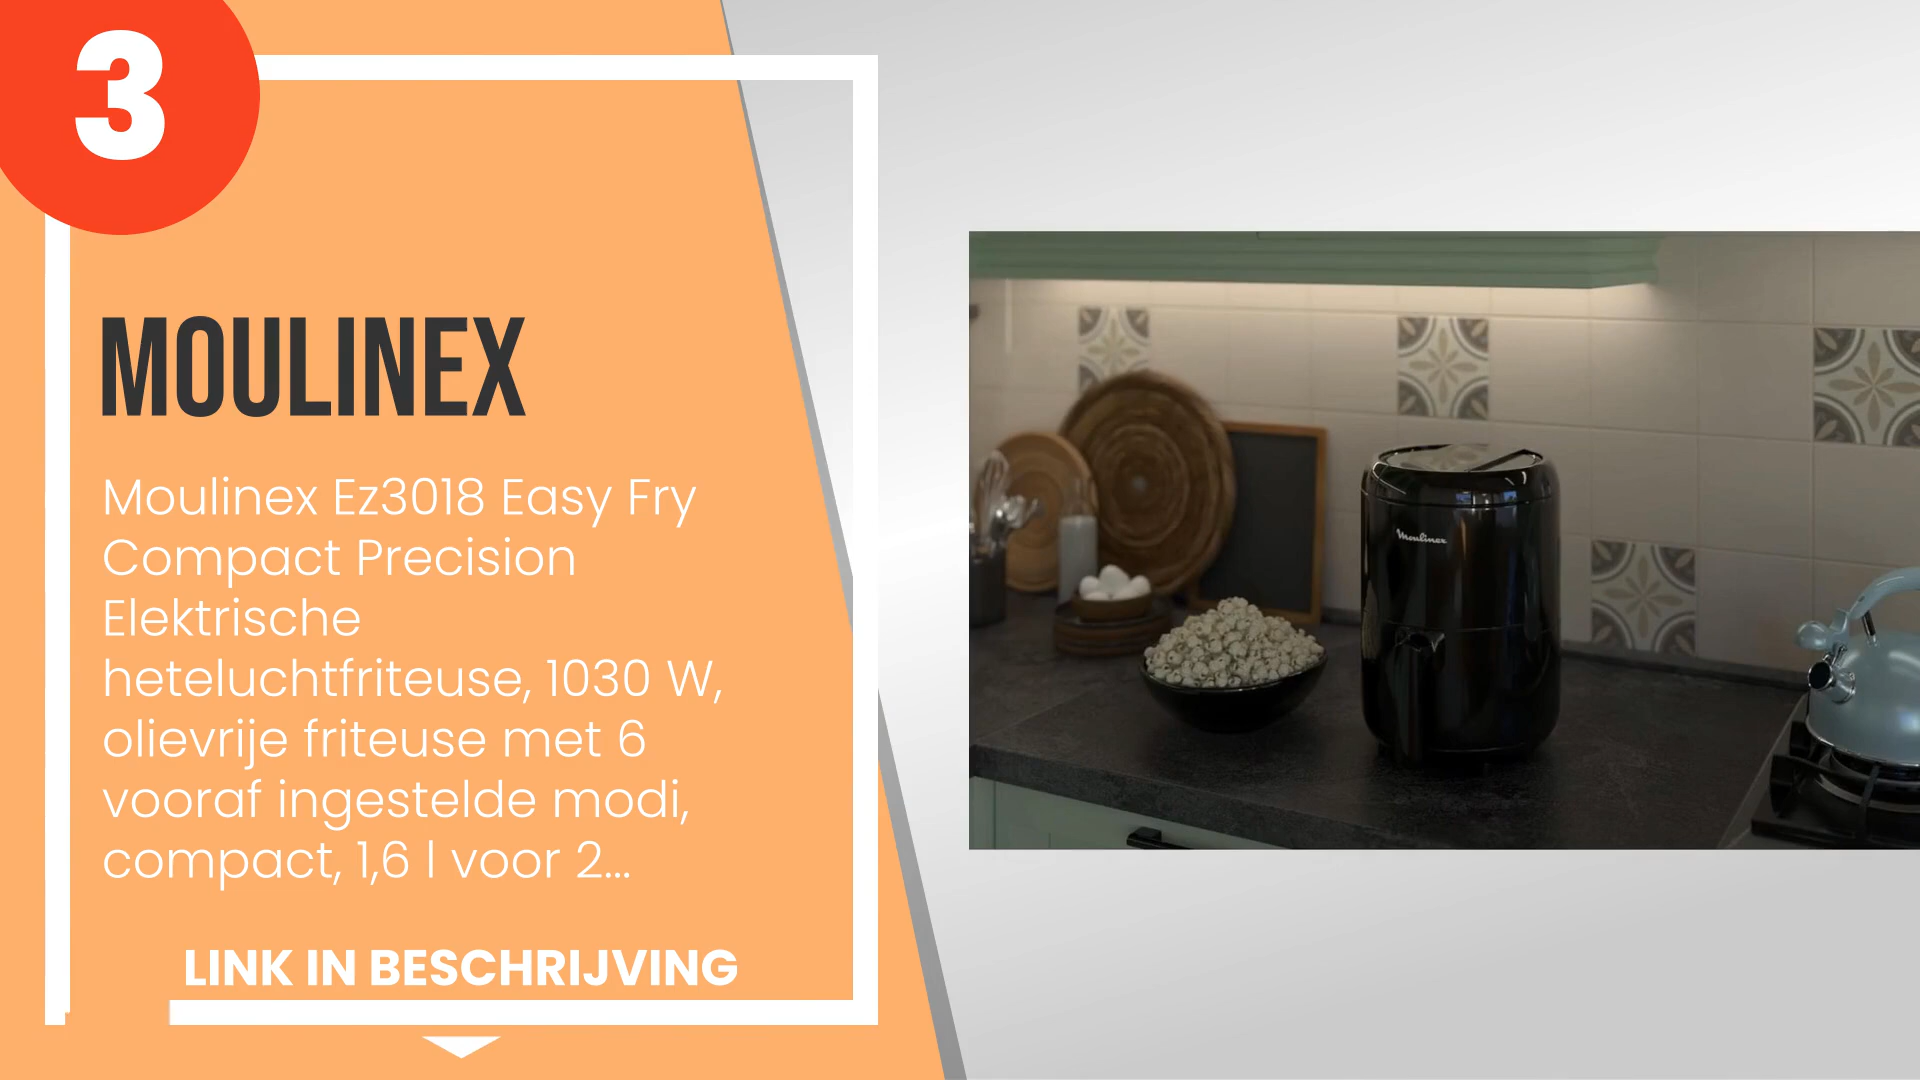 3
MOULINEX
Moulinex Ez3018 Easy Fry
Compact Precision
Elektrische
heteluchtfriteuse, 1030 W,
olievrije friteuse met 6
vooraf ingestelde modi,
compact, 1,6 l voor 2...
LINK IN BESCHRIJVING
Moulinex